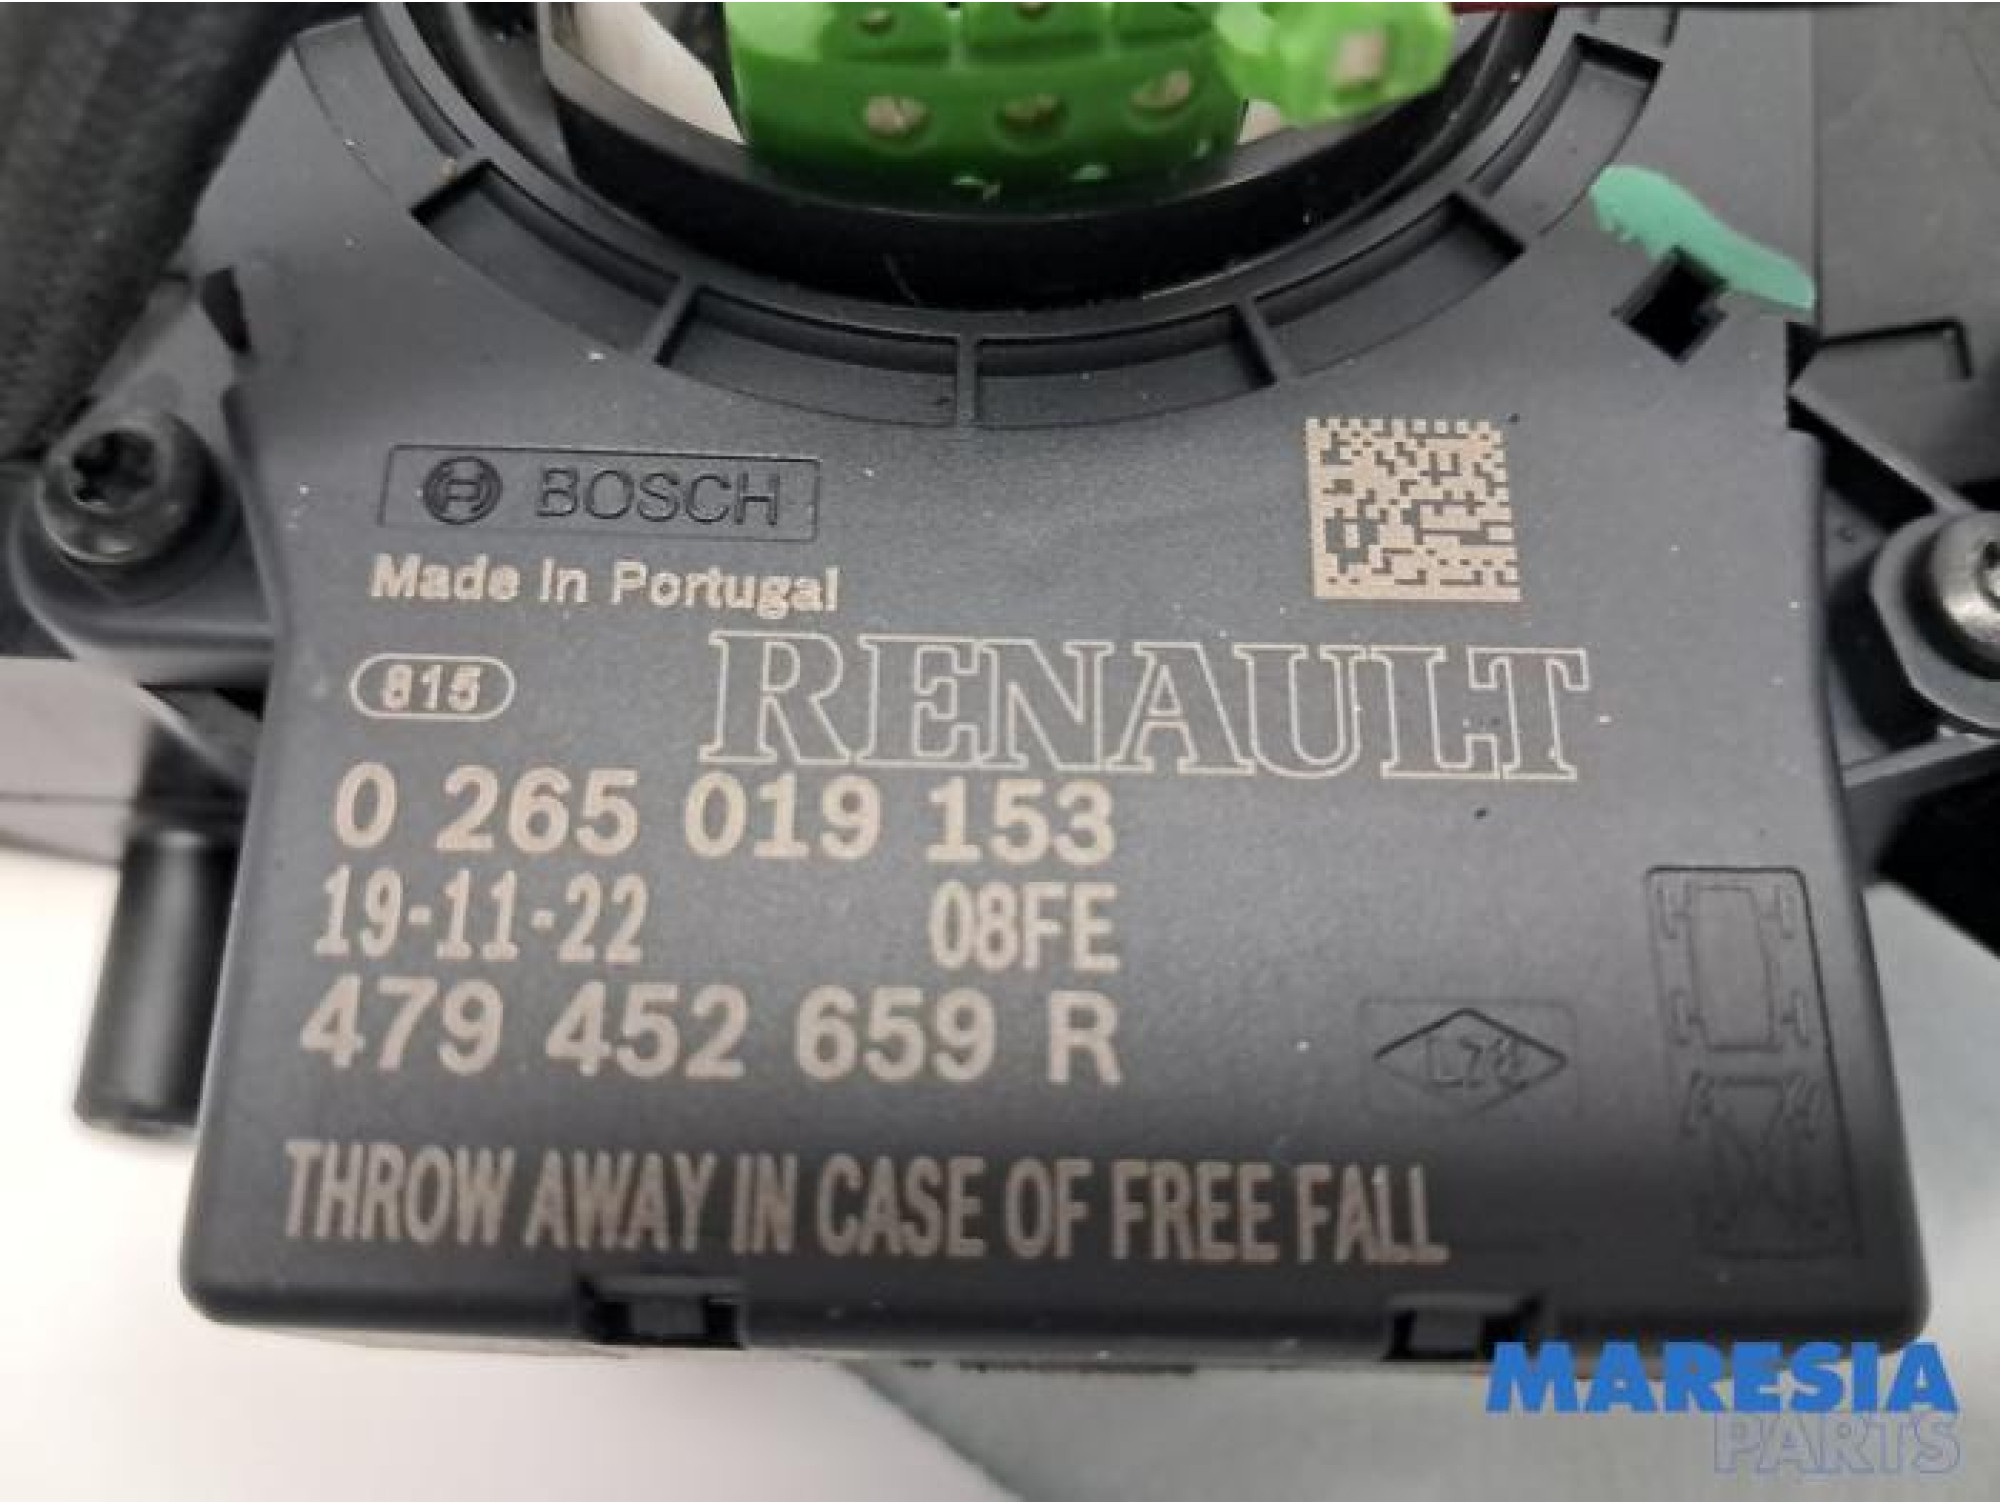 BOSCH
Made in Portugal
815
RENAULT
0 265 019 153
19-11-22 08FE
479 452 659 R
L78
THROW AWAY IN CASE OF FREE FALL
MARESIA
PARTS